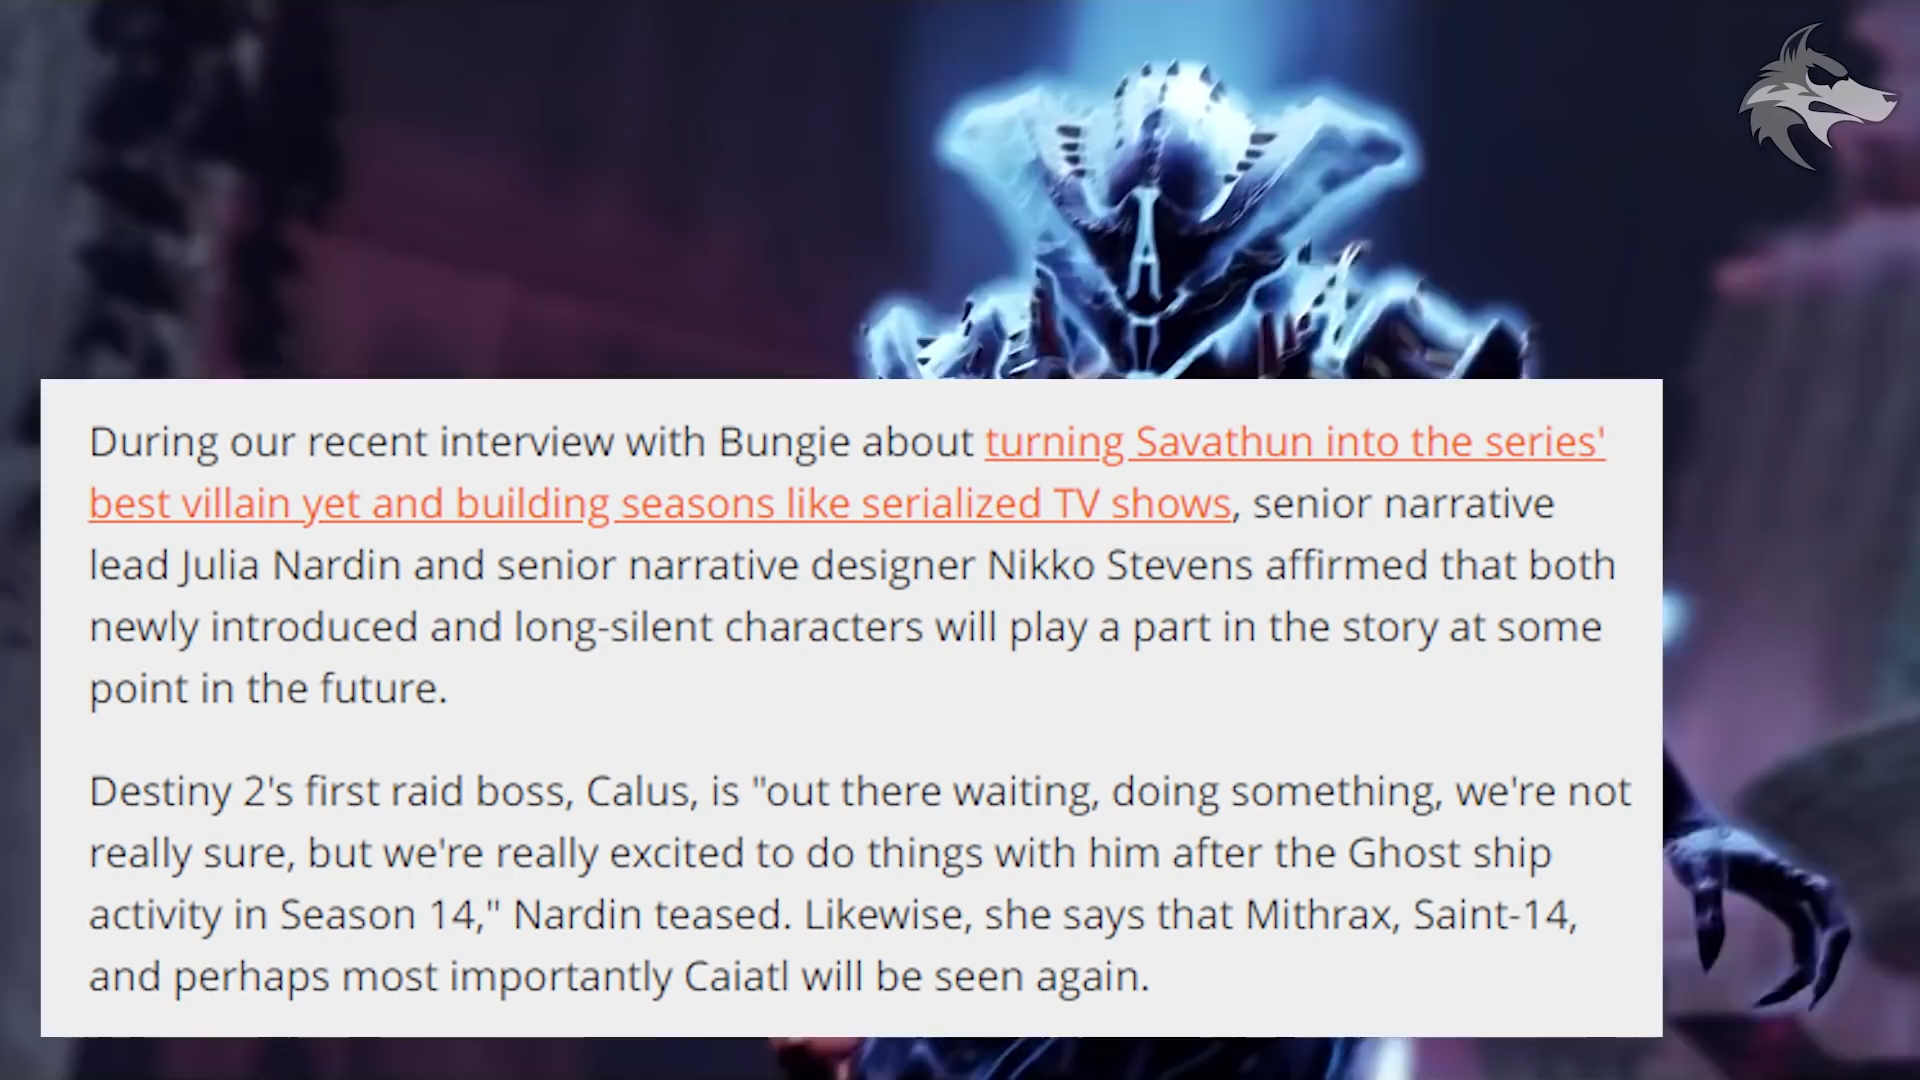 During our recent interview with Bungie about turning Savathun into the series'
best villain yet and building seasons like serialized TV shows, senior narrative
lead Julia Nardin and senior narrative designer Nikko Stevens affirmed that both
newly introduced and long-silent characters will play a part in the story at some
point in the future.
Destiny 2's first raid boss, Calus, is "out there waiting, doing something, we're not
really sure, but we're really excited to do things with him after the Ghost ship
activity in Season 14," Nardin teased. Likewise, she says that Mithrax, Saint-14,
and perhaps most importantly Caiatl will be seen again.